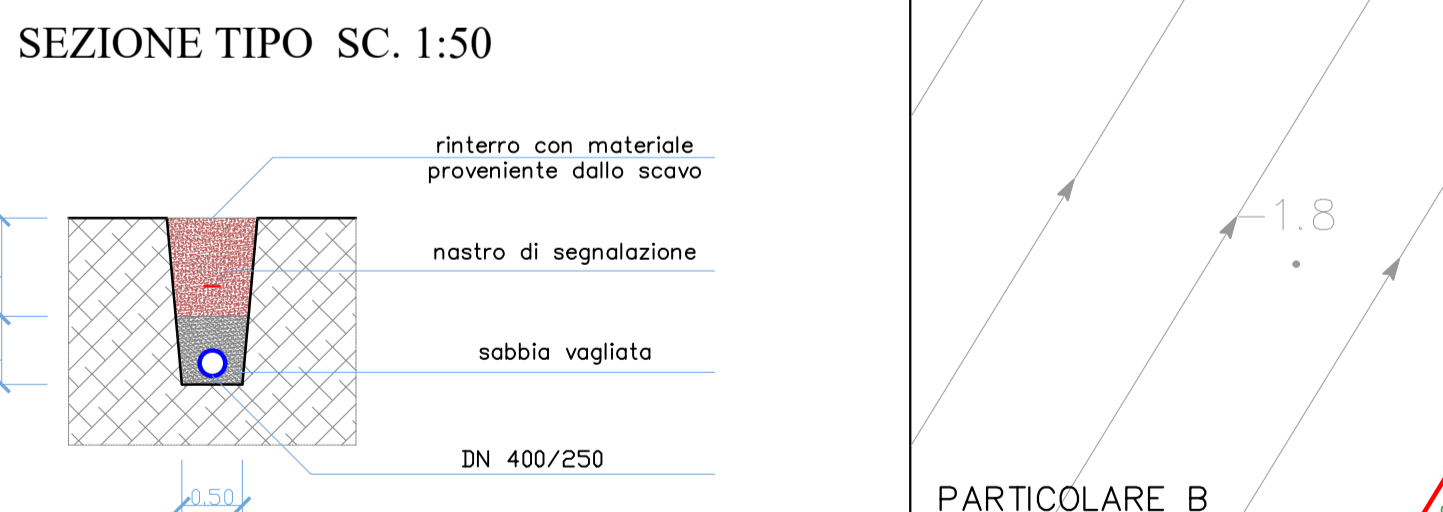 SEZIONE TIPO SC. 1:50
rinterro con materiale
proveniente dallo scavo
nastro di segnalazione
sabbia vagliata
DN 400/250
0.50
-1.8
PARTICOLARE B